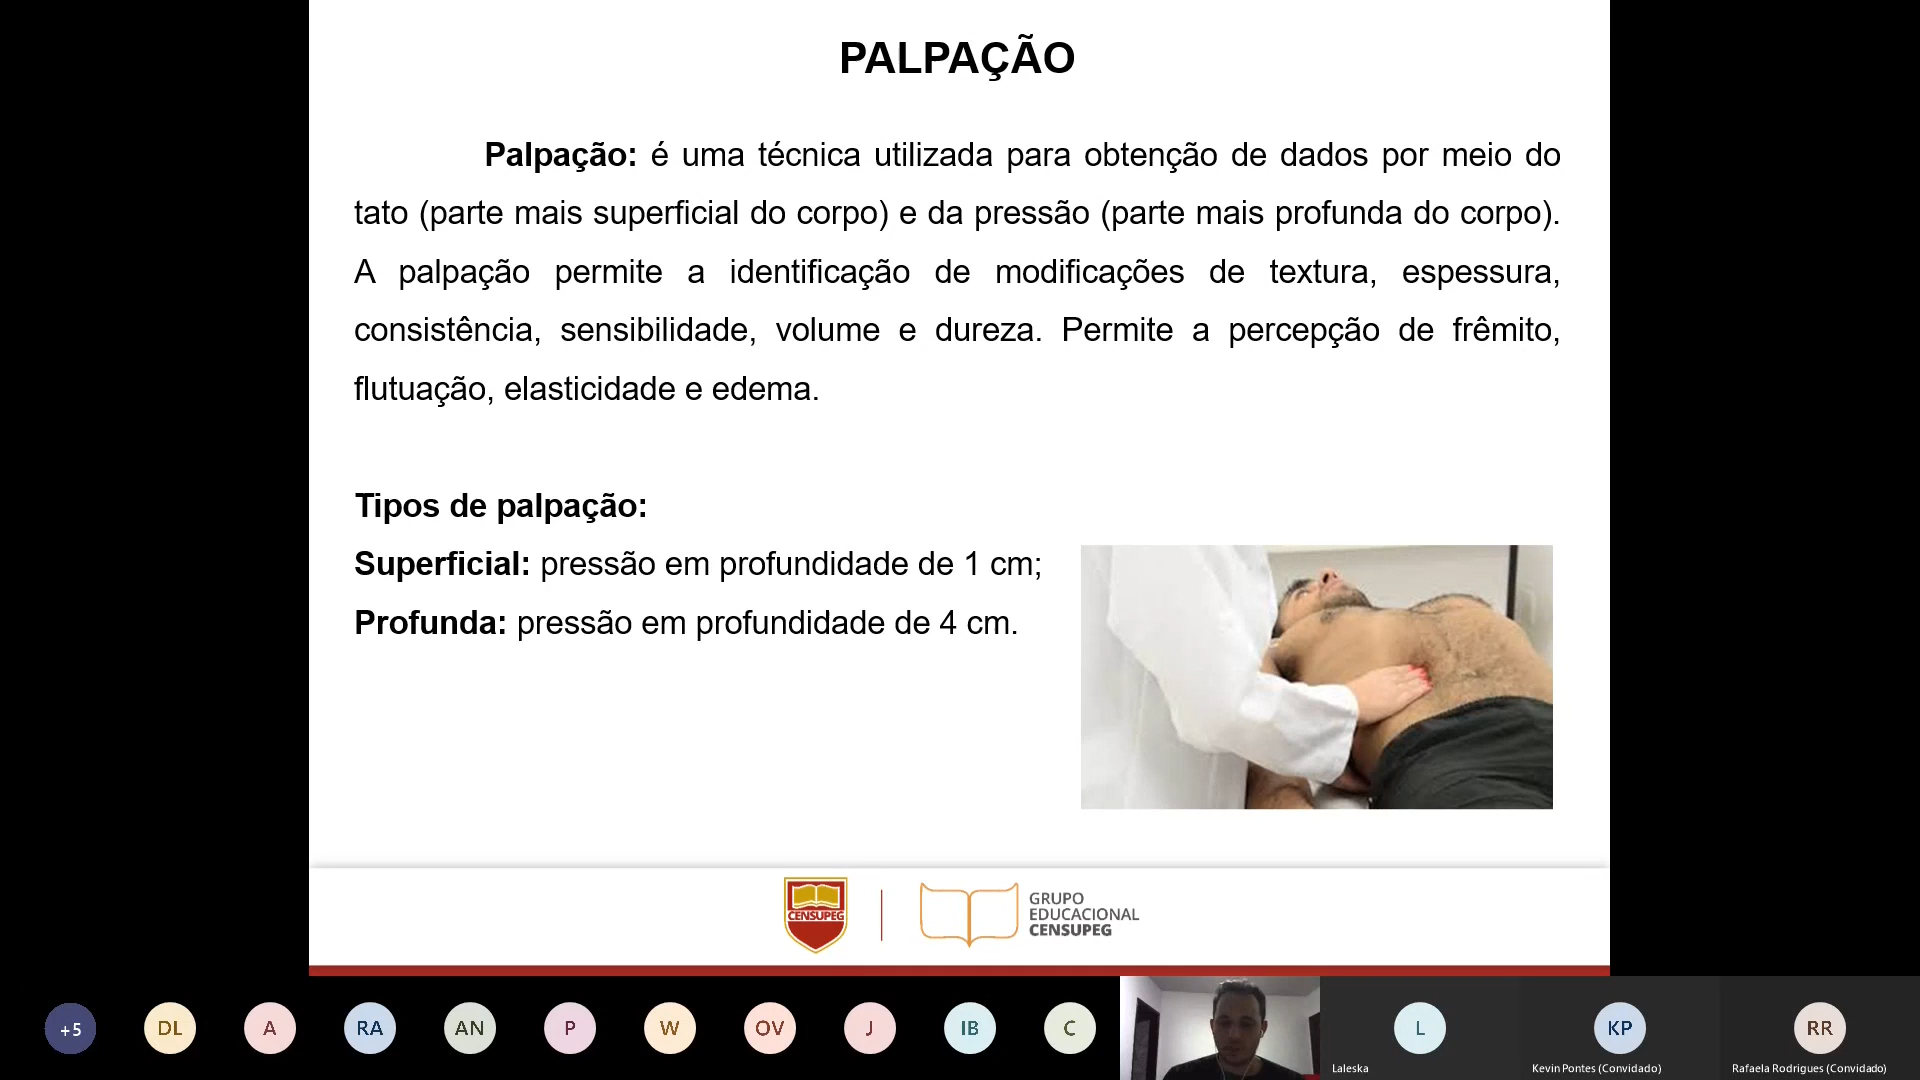 PALPAÇÃO
Palpação: é uma técnica utilizada para obtenção de dados por meio do
tato (parte mais superficial do corpo) e da pressão (parte mais profunda do corpo).
A palpação permite a identificação de modificações de textura, espessura,
consistência, sensibilidade, volume e dureza. Permite a percepção de frêmito,
flutuação, elasticidade e edema.
Tipos de palpação:
Superficial: pressão em profundidade de 1 cm;
Profunda: pressão em profundidade de 4 cm.
CENSUPEG
GRUPO
EDUCACIONAL
CENSUPEG
+5
DL
A
RA
AN
P
W
OV
J
IB
C
L
KP
RR
Laleska
Kevin Pontes (Convidado)
Rafaela Rodrigues (Convidado)